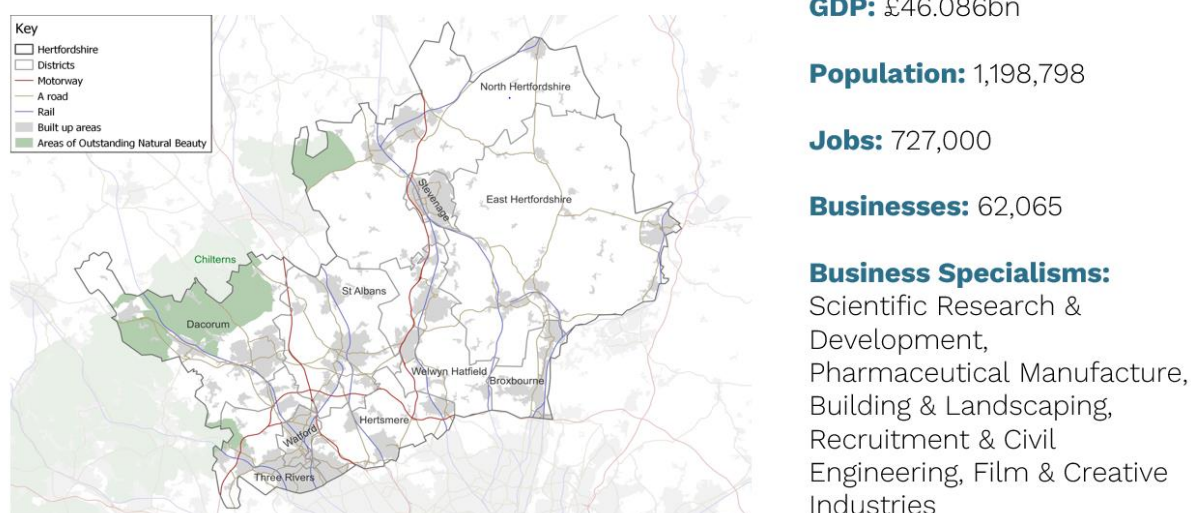 Key
Hertfordshire
Districts
Motorway
A road
Rail
Built up areas
Areas of Outstanding Natural Beauty
North Hertfordshire
Stevenage
East Hertfordshire
Chilterns
St Albans
Dacorum
Welwyn Hatfield
Broxbourne
Hertsmere
Watford
Three Rivers
GDP: £46.086bn
Population: 1,198,798
Jobs: 727,000
Businesses: 62,065
Business Specialisms:
Scientific Research &
Development,
Pharmaceutical Manufacture,
Building & Landscaping,
Recruitment & Civil
Engineering, Film & Creative
Industries